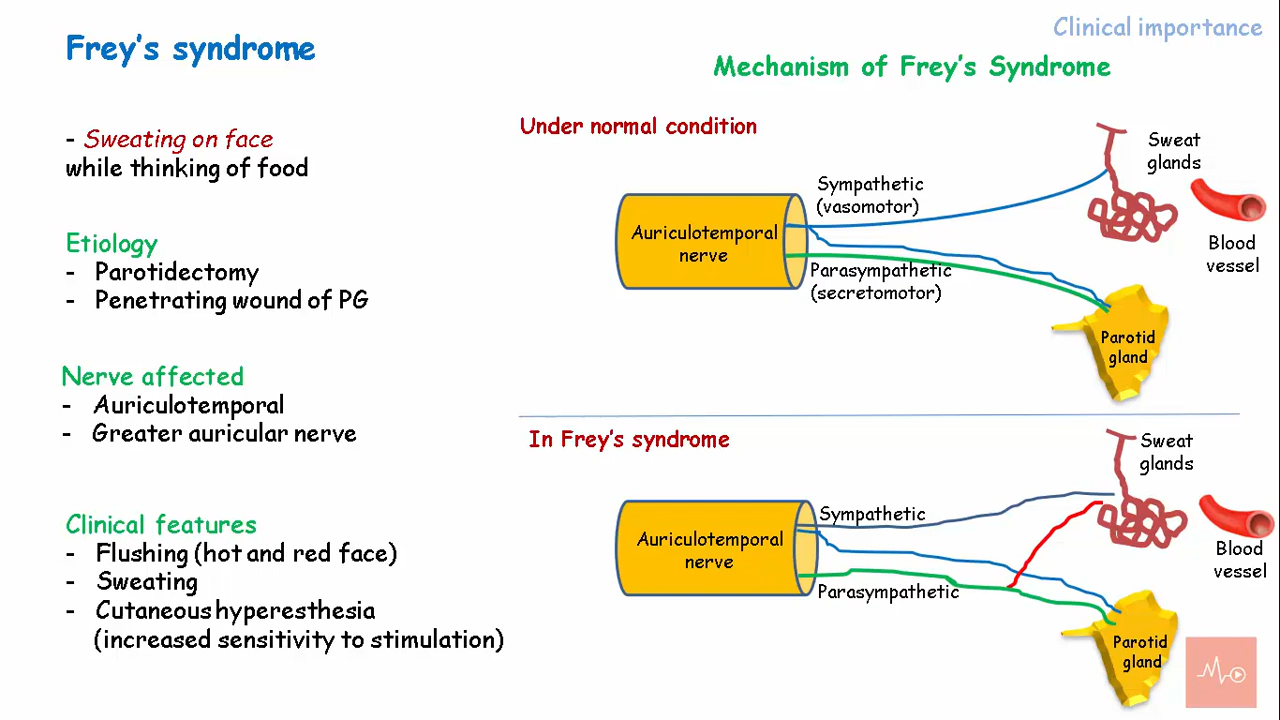 Clinical importance
Frey's syndrome
- Sweating on face
while thinking of food
Etiology
- Parotidectomy
- Penetrating wound of PG
Nerve affected
- Auriculotemporal
- Greater auricular nerve
Clinical features
- Flushing (hot and red face)
- Sweating
- Cutaneous hyperesthesia
(increased sensitivity to stimulation)
Mechanism of Frey's Syndrome
Under normal condition
Sweat
glands
Sympathetic
(vasomotor)
Auriculotemporal
nerve
Blood
vessel
Parasympathetic
(secretomotor)
Parotid
gland
In Frey's syndrome
Sweat
glands
Sympathetic
Auriculotemporal
nerve
Blood
vessel
Parasympathetic
Parotid
gland